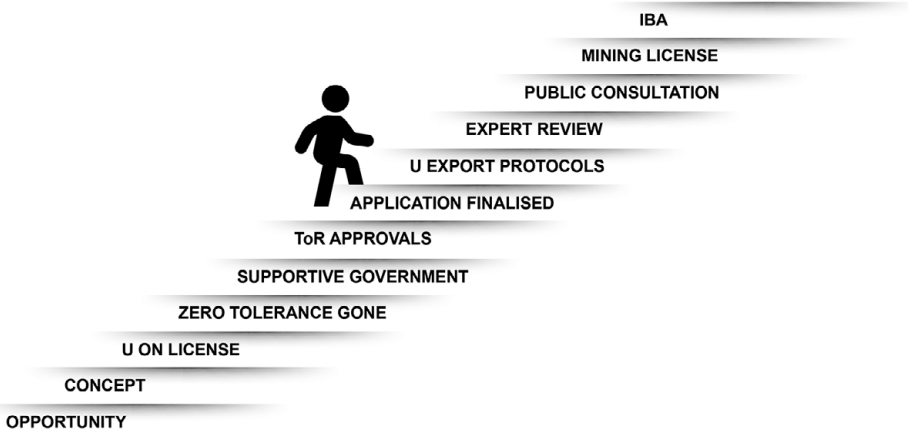 IBA
MINING LICENSE
PUBLIC CONSULTATION
EXPERT REVIEW
U EXPORT PROTOCOLS
APPLICATION FINALISED
ToR APPROVALS
SUPPORTIVE GOVERNMENT
ZERO TOLERANCE GONE
U ON LICENSE
CONCEPT
OPPORTUNITY